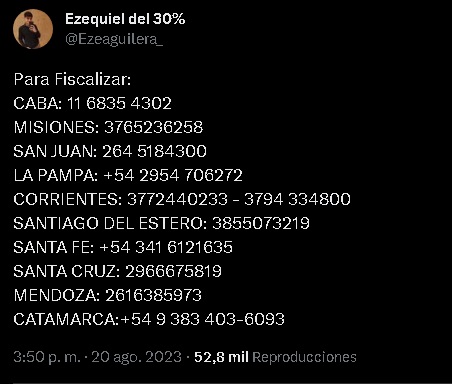 Ezequiel del 30%
@Ezeaguilera_
Para Fiscalizar:
CABA: 11 6835 4302
MISIONES: 3765236258
SAN JUAN: 264 5184300
LA PAMPA: +54 2954 706272
CORRIENTES: 3772440233 - 3794 334800
SANTIAGO DEL ESTERO: 3855073219
SANTA FE: +54 341 6121635
SANTA CRUZ: 2966675819
MENDOZA: 2616385973
CATAMARCA:+54 9 383 403-6093
3:50 p. m. · 20 ago. 2023 · 52,8 mil Reproducciones